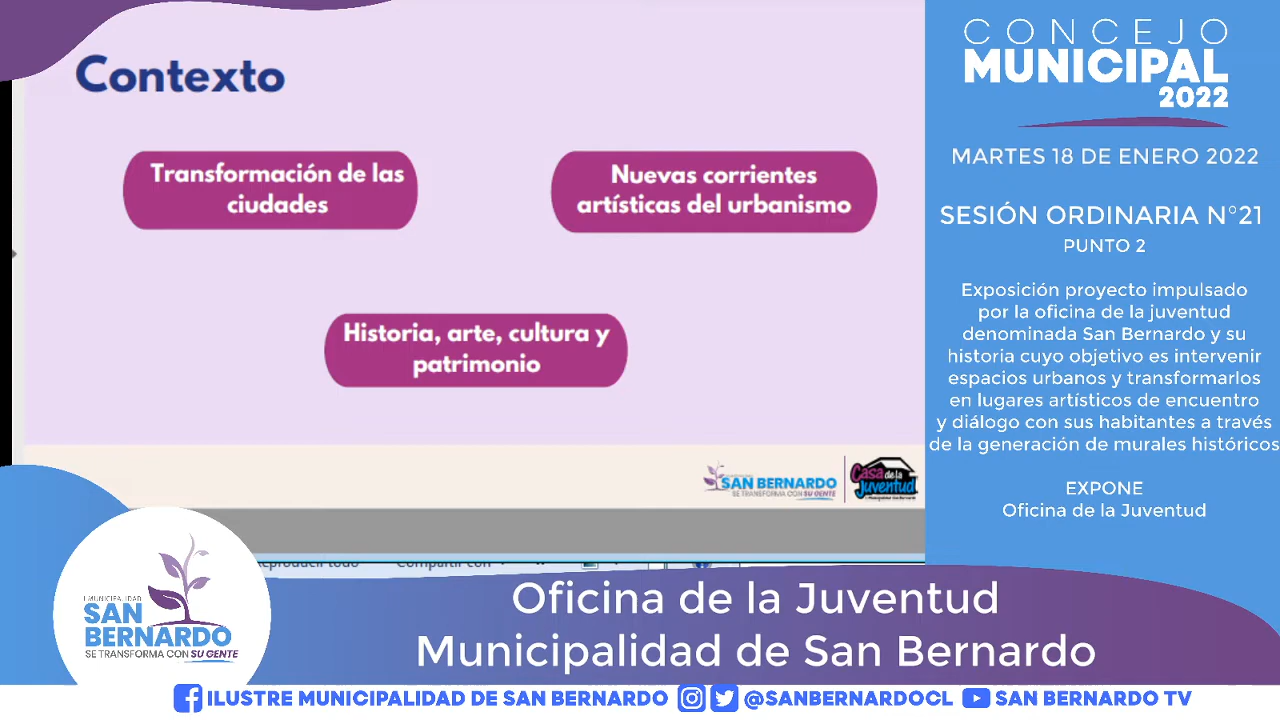 Contexto
Transformación de las
ciudades
Nuevas corrientes
artísticas del urbanismo
Historia, arte, cultura y
patrimonio
SAN BERNARDO
SE TRANSFORMA CON SU GENTE
Casa de la
Juventud
CONCEJO
MUNICIPAL
2022
MARTES 18 DE ENERO 2022
SESIÓN ORDINARIA N°21
PUNTO 2
Exposición proyecto impulsado
por la oficina de la juventud
denominada San Bernardo y su
historia cuyo objetivo es intervenir
espacios urbanos y transformarlos
en lugares artísticos de encuentro
y diálogo con sus habitantes a través
de la generación de murales históricos
EXPONE
Oficina de la Juventud
I MUNICIPALIDAD
SAN
BERNARDO
SE TRANSFORMA CON SU GENTE
Oficina de la Juventud
Municipalidad de San Bernardo
ILUSTRE MUNICIPALIDAD DE SAN BERNARDO @SANBERNARDOCL SAN BERNARDO TV